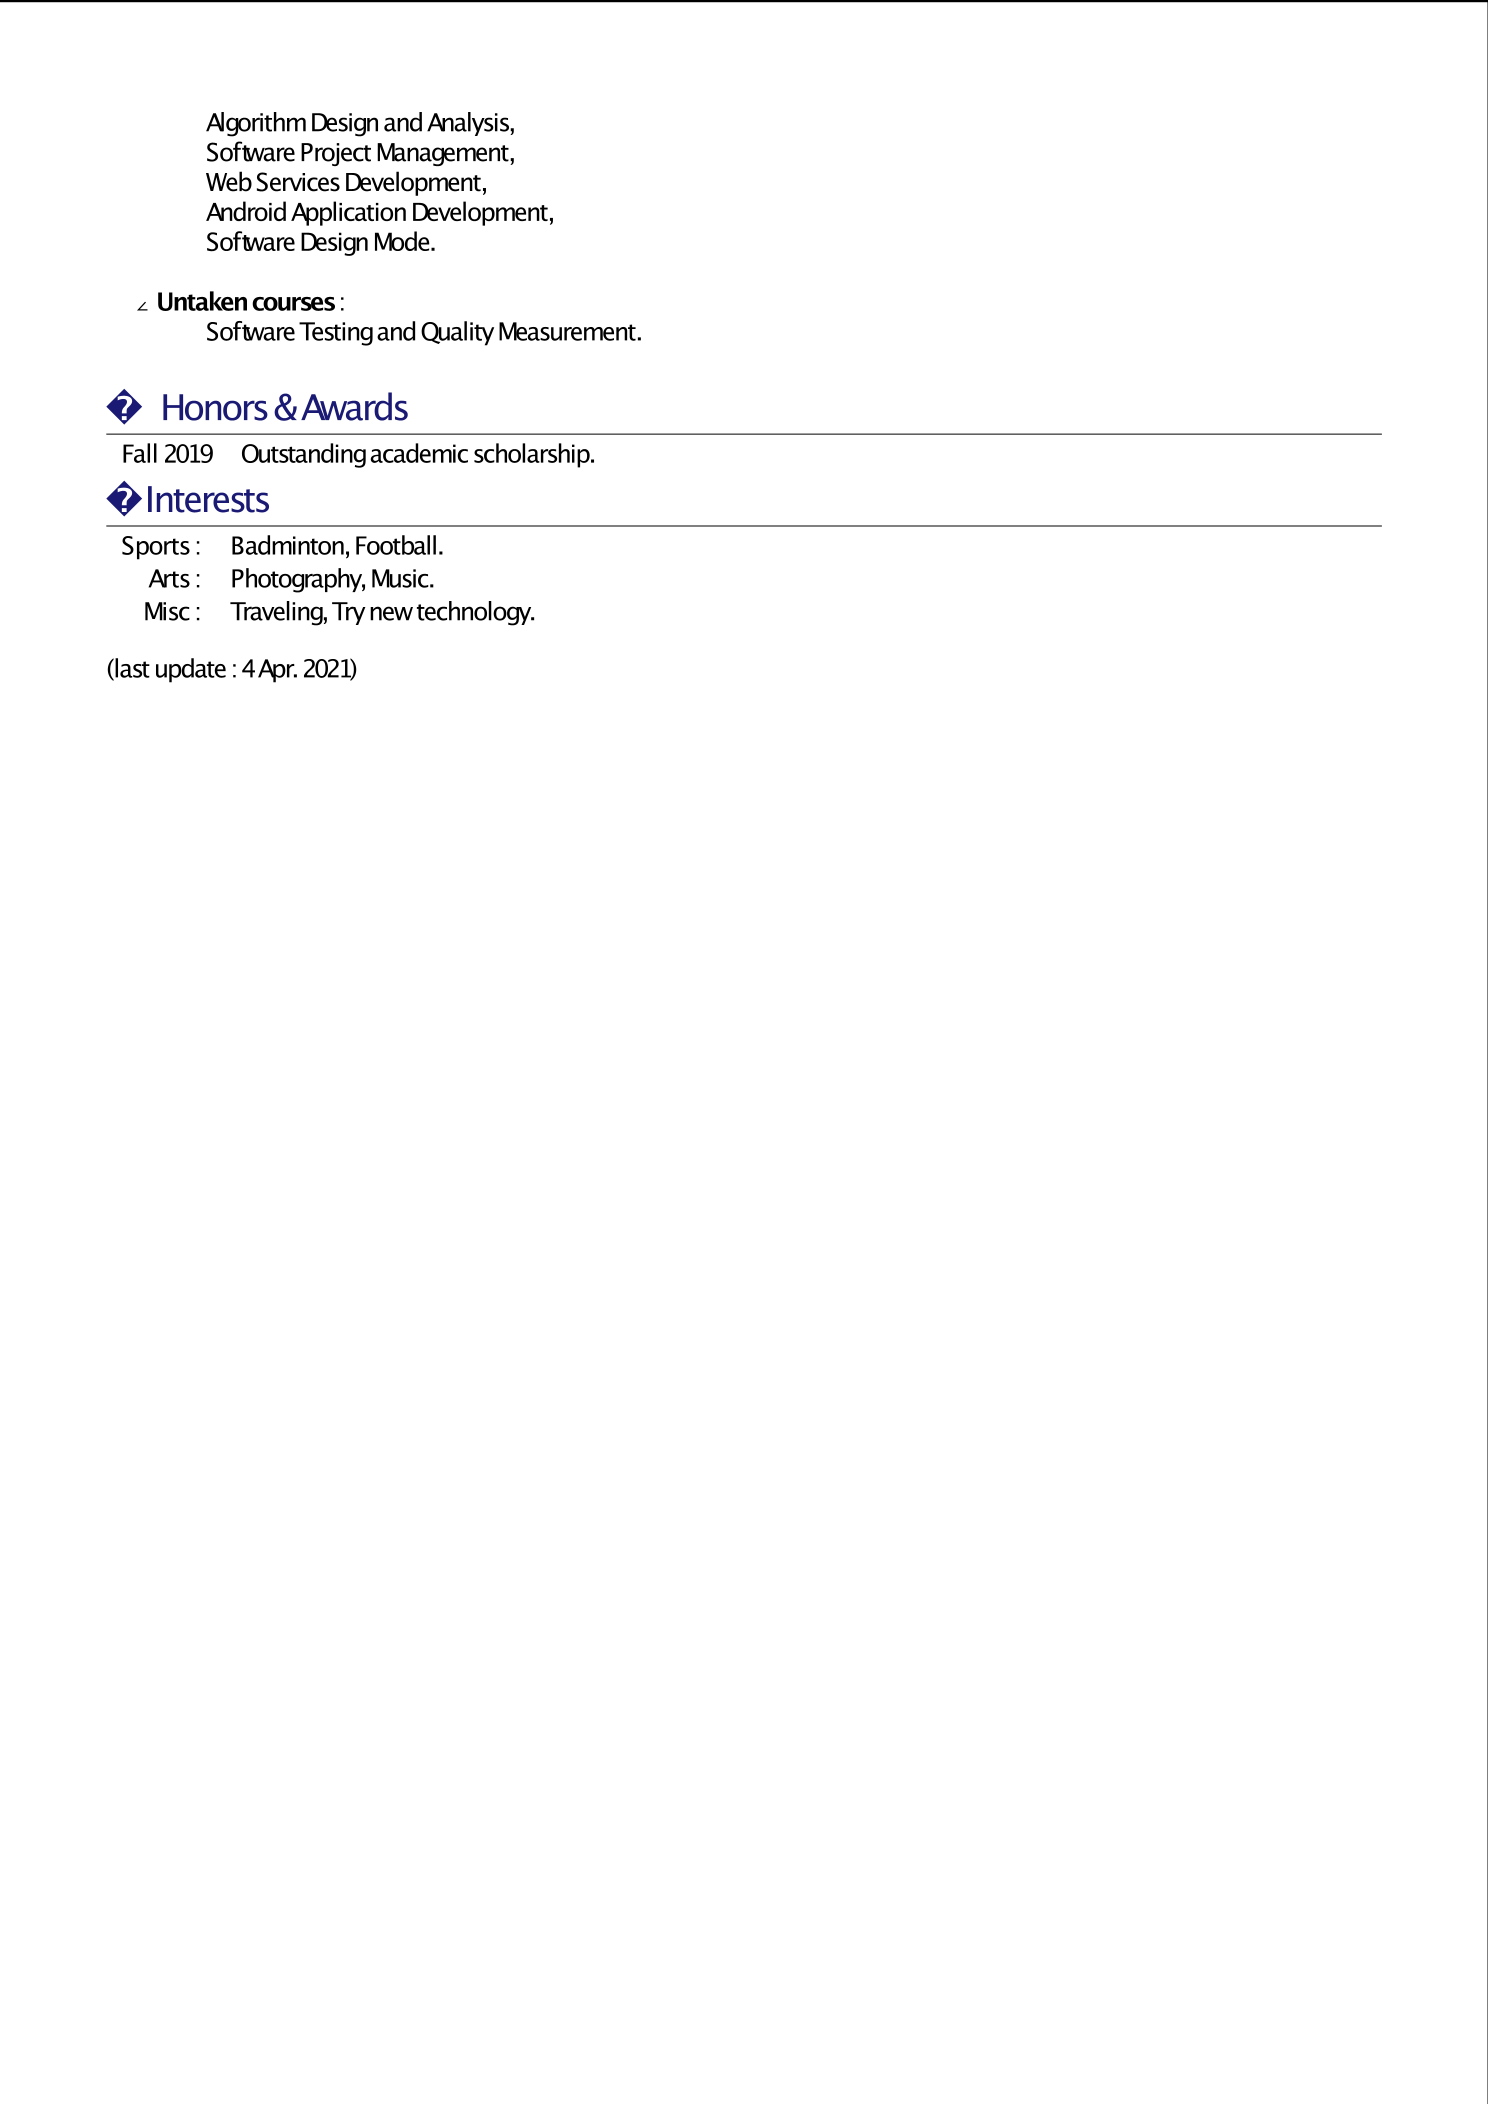 Algorithm Design and Analysis,
Software Project Management,
Web Services Development,
Android Application Development,
Software Design Mode.
∠ Untaken courses :
Software Testing and Quality Measurement.
� Honors & Awards
Fall 2019 Outstanding academic scholarship.
� Interests
Sports : Badminton, Football.
Arts : Photography, Music.
Misc : Traveling, Try new technology.
(last update : 4 Apr. 2021)